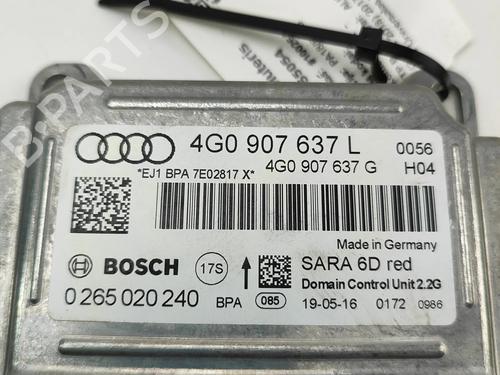 4G0 907 637 L 0056
4G0 907 637 G H04
*EJ1 BPA 7E02817 X*
Made in Germany
BOSCH 17S SARA 6D red
Domain Control Unit 2.2G
0 265 020 240 BPA 085 19-05-16 0172 0986
B-PARTS